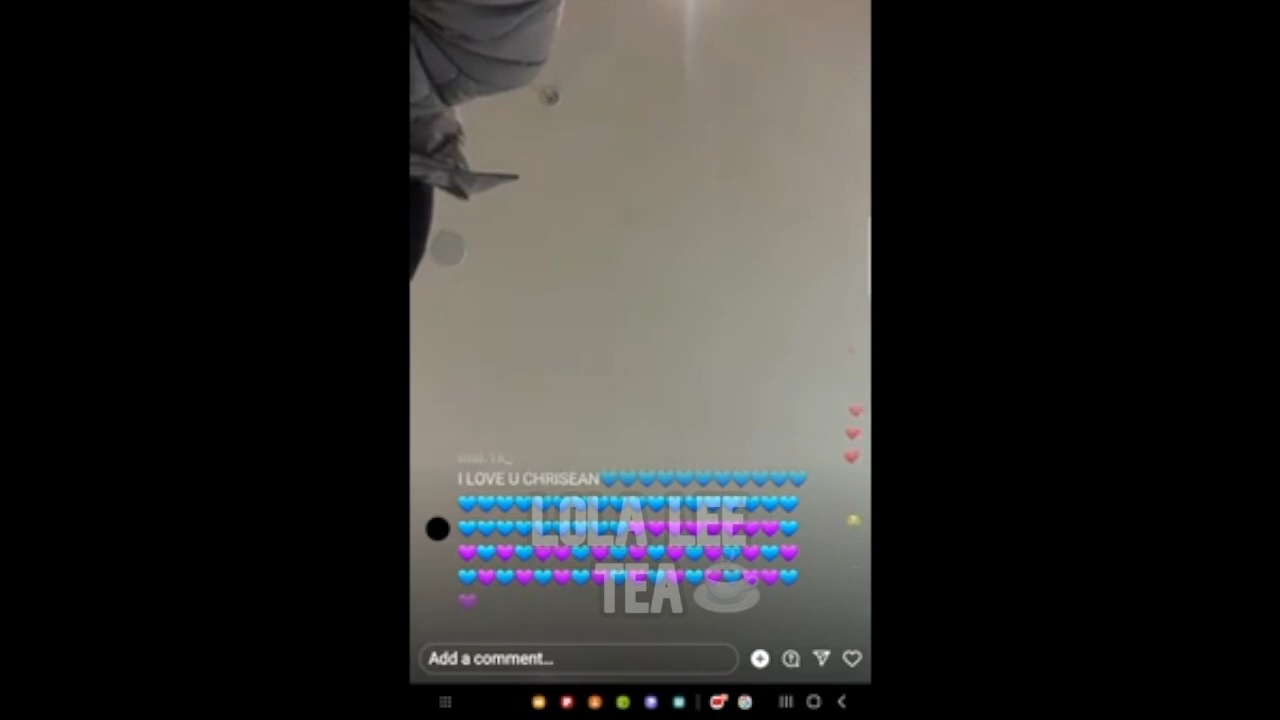 I LOVE U CHRISEAN💙💙💙💙💙💙💙💙💙💙💙
LOLA LEE
TEA
Add a comment...